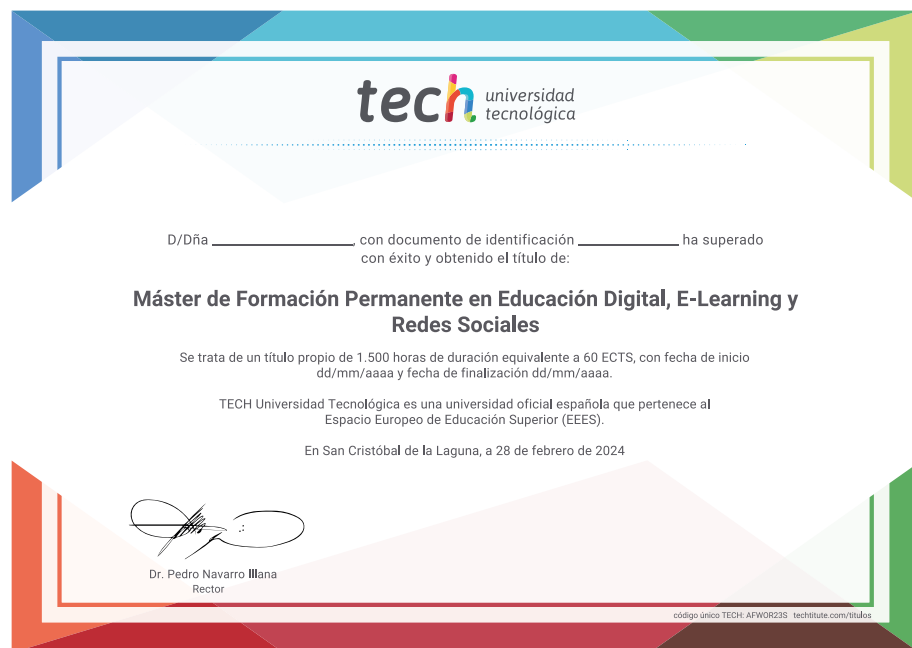 tech universidad
tecnológica
D/Dña ________________, con documento de identificación ____________ ha superado
con éxito y obtenido el título de:
Máster de Formación Permanente en Educación Digital, E-Learning y
Redes Sociales
Se trata de un título propio de 1.500 horas de duración equivalente a 60 ECTS, con fecha de inicio
dd/mm/aaaa y fecha de finalización dd/mm/aaaa.
TECH Universidad Tecnológica es una universidad oficial española que pertenece al
Espacio Europeo de Educación Superior (EEES).
En San Cristóbal de la Laguna, a 28 de febrero de 2024
Dr. Pedro Navarro Illana
Rector
código único TECH: AFWOR23S techtitute.com/titulos